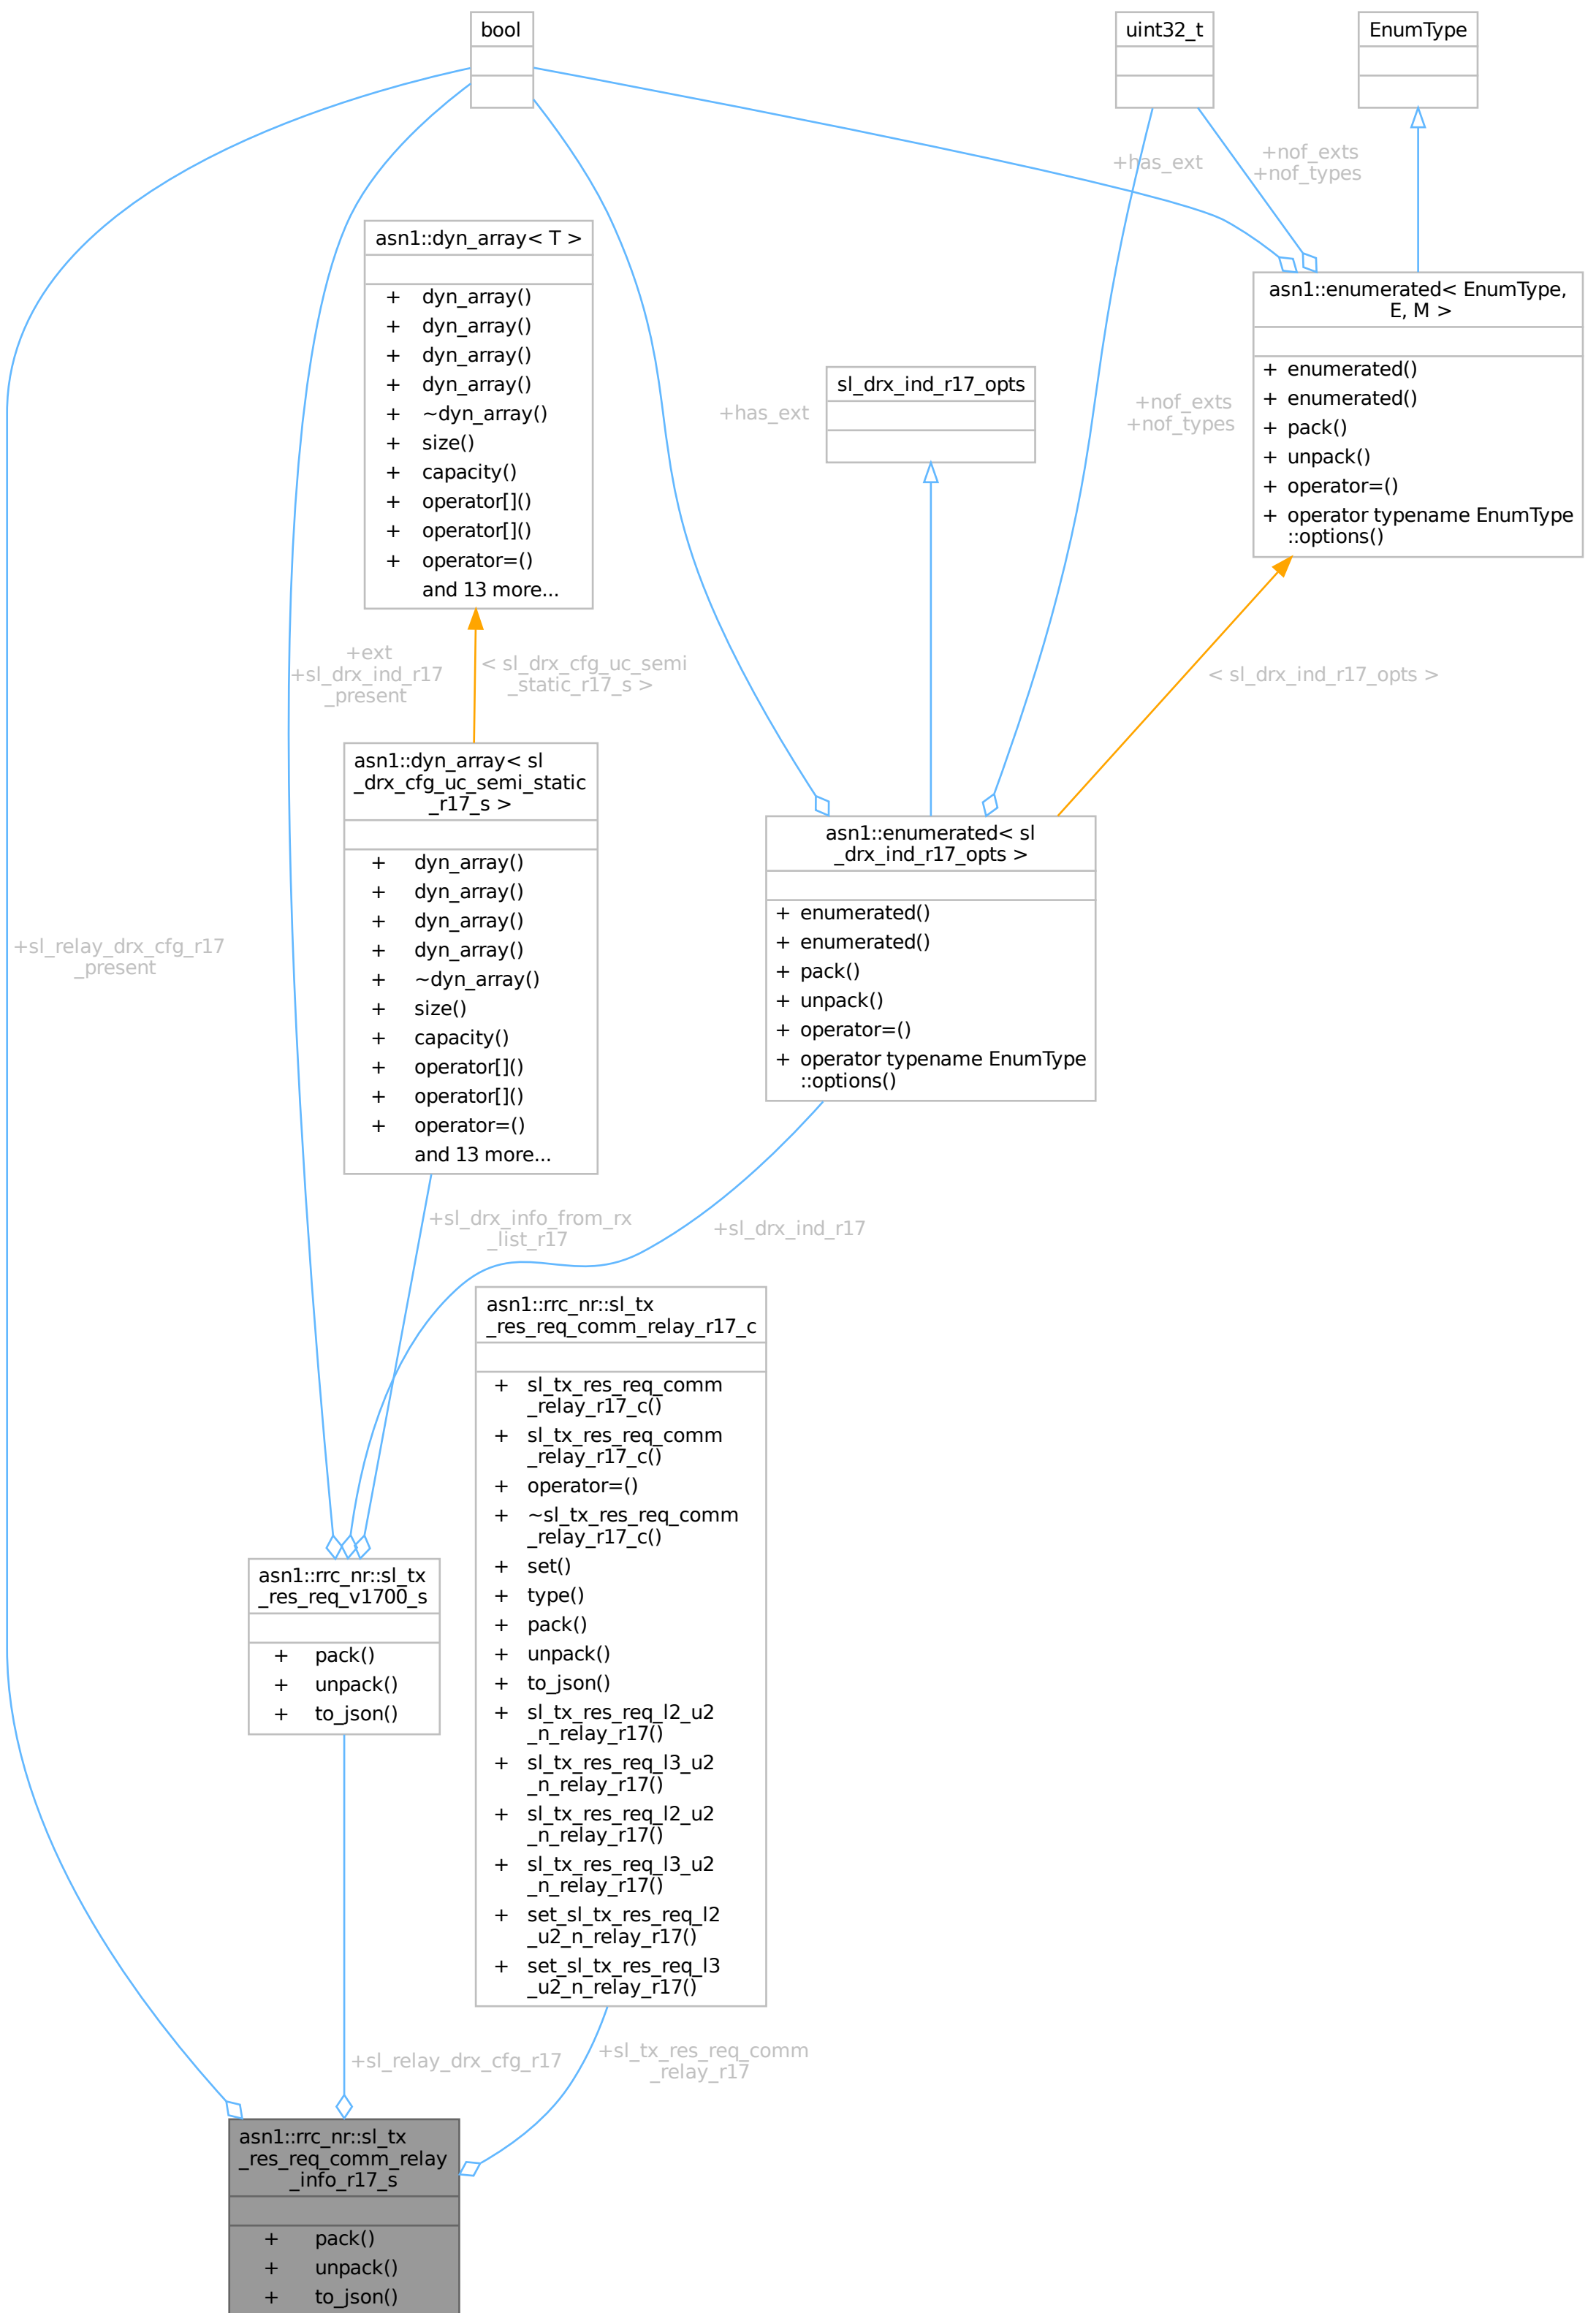 bool
uint32_t
EnumType
+has_ext
+nof_exts
+nof_types
asn1::dyn_array< T >
+ dyn_array()
+ dyn_array()
+ dyn_array()
+ dyn_array()
+ ~dyn_array()
+ size()
+ capacity()
+ operator[]()
+ operator[]()
+ operator=()
and 13 more...
asn1::enumerated< EnumType,
E, M >
+ enumerated()
+ enumerated()
+ pack()
+ unpack()
+ operator=()
+ operator typename EnumType
::options()
sl_drx_ind_r17_opts
+has_ext
+nof_exts
+nof_types
+ext
+sl_drx_ind_r17
_present
< sl_drx_cfg_uc_semi
_static_r17_s >
< sl_drx_ind_r17_opts >
asn1::dyn_array< sl
_drx_cfg_uc_semi_static
_r17_s >
+ dyn_array()
+ dyn_array()
+ dyn_array()
+ dyn_array()
+ ~dyn_array()
+ size()
+ capacity()
+ operator[]()
+ operator[]()
+ operator=()
and 13 more...
asn1::enumerated< sl
_drx_ind_r17_opts >
+ enumerated()
+ enumerated()
+ pack()
+ unpack()
+ operator=()
+ operator typename EnumType
::options()
+sl_relay_drx_cfg_r17
_present
+sl_drx_info_from_rx
_list_r17
+sl_drx_ind_r17
asn1::rrc_nr::sl_tx
_res_req_comm_relay_r17_c
+ sl_tx_res_req_comm
_relay_r17_c()
+ sl_tx_res_req_comm
_relay_r17_c()
+ operator=()
+ ~sl_tx_res_req_comm
_relay_r17_c()
+ set()
+ type()
+ pack()
+ unpack()
+ to_json()
+ sl_tx_res_req_l2_u2
_n_relay_r17()
+ sl_tx_res_req_l3_u2
_n_relay_r17()
+ sl_tx_res_req_l2_u2
_n_relay_r17()
+ sl_tx_res_req_l3_u2
_n_relay_r17()
+ set_sl_tx_res_req_l2
_u2_n_relay_r17()
+ set_sl_tx_res_req_l3
_u2_n_relay_r17()
asn1::rrc_nr::sl_tx
_res_req_v1700_s
+ pack()
+ unpack()
+ to_json()
+sl_relay_drx_cfg_r17
+sl_tx_res_req_comm
_relay_r17
asn1::rrc_nr::sl_tx
_res_req_comm_relay
_info_r17_s
+ pack()
+ unpack()
+ to_json()